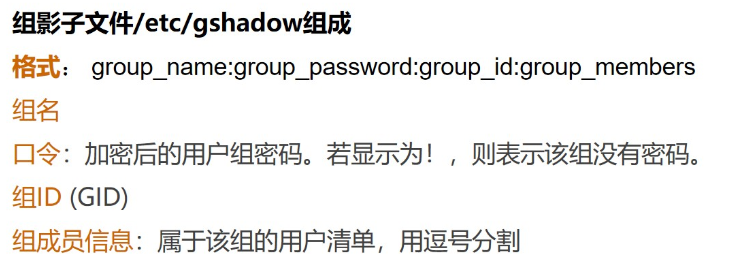 组影子文件/etc/gshadow组成
格式： group_name:group_password:group_id:group_members
组名
口令：加密后的用户组密码。若显示为！，则表示该组没有密码。
组ID (GID)
组成员信息：属于该组的用户清单，用逗号分割